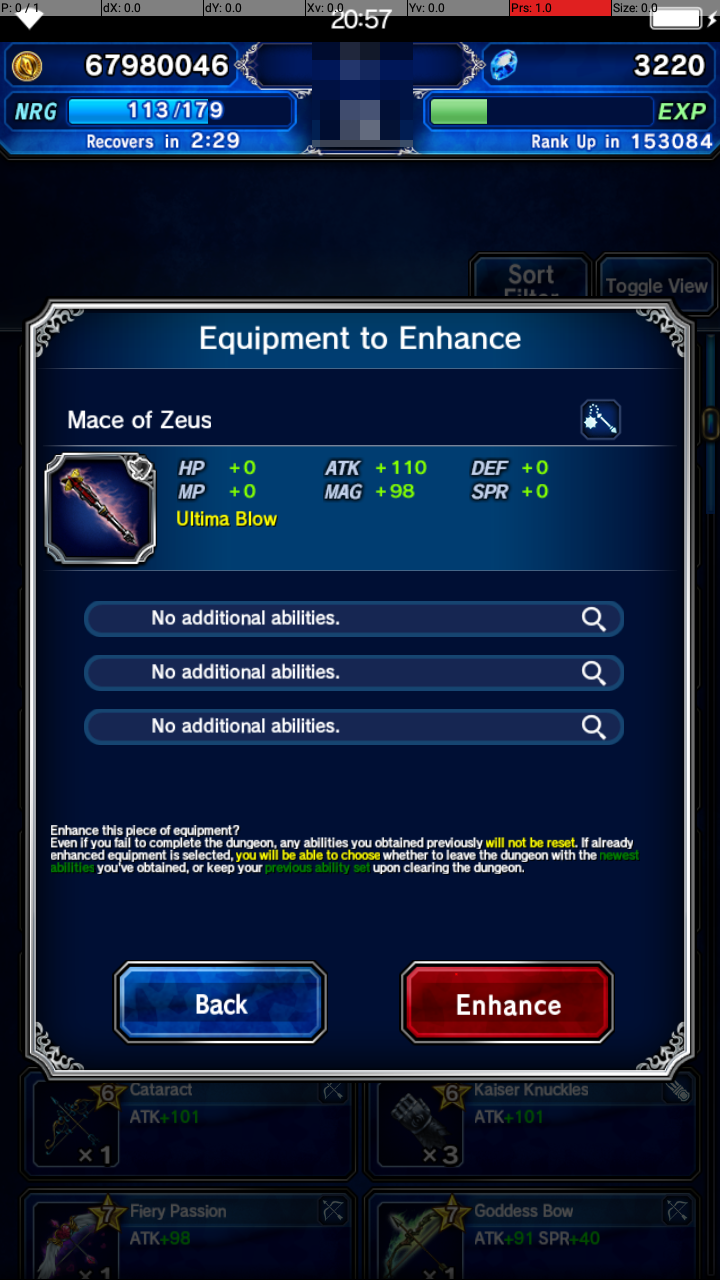 P: 0 / 1 dX: 0.0 dY: 0.0 Xv: 0.0 Yv: 0.0 Prs: 1.0 Size: 0.0
20:57
67980046 3220
NRG 113/179 EXP
Recovers in 2:29 Rank Up in 153084
Sort
Filter
Toggle View
Equipment to Enhance
Mace of Zeus
HP +0 ATK +110 DEF +0
MP +0 MAG +98 SPR +0
Ultima Blow
No additional abilities.
No additional abilities.
No additional abilities.
Enhance this piece of equipment?
Even if you fail to complete the dungeon, any abilities you obtained previously will not be reset. If already
enhanced equipment is selected, you will be able to choose whether to leave the dungeon with the newest
abilities you've obtained, or keep your previous ability set upon clearing the dungeon.
Back Enhance
6 Cataract 6 Kaiser Knuckles
ATK+101 ATK+101
×1 ×3
7 Fiery Passion 7 Goddess Bow
ATK+98 ATK+91 SPR+40
×1 ×1